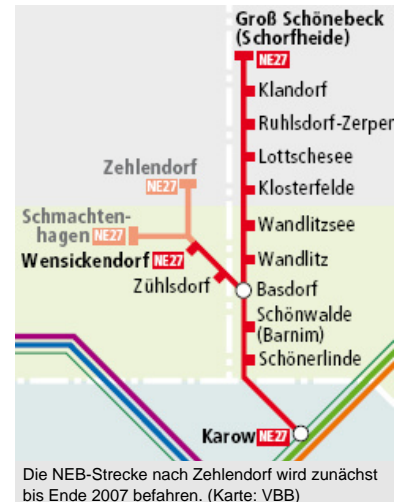 Groß Schönebeck
(Schorfheide)
NE27
Klandorf
Ruhlsdorf-Zerpen
Lottschesee
Klosterfelde
Zehlendorf
NE27
Schmachten-
hagen NE27
Wandlitzsee
Wensickendorf NE27
Wandlitz
Zühlsdorf
Basdorf
Schönwalde
(Barnim)
Schönerlinde
Karow NE27
Die NEB-Strecke nach Zehlendorf wird zunächst
bis Ende 2007 befahren. (Karte: VBB)